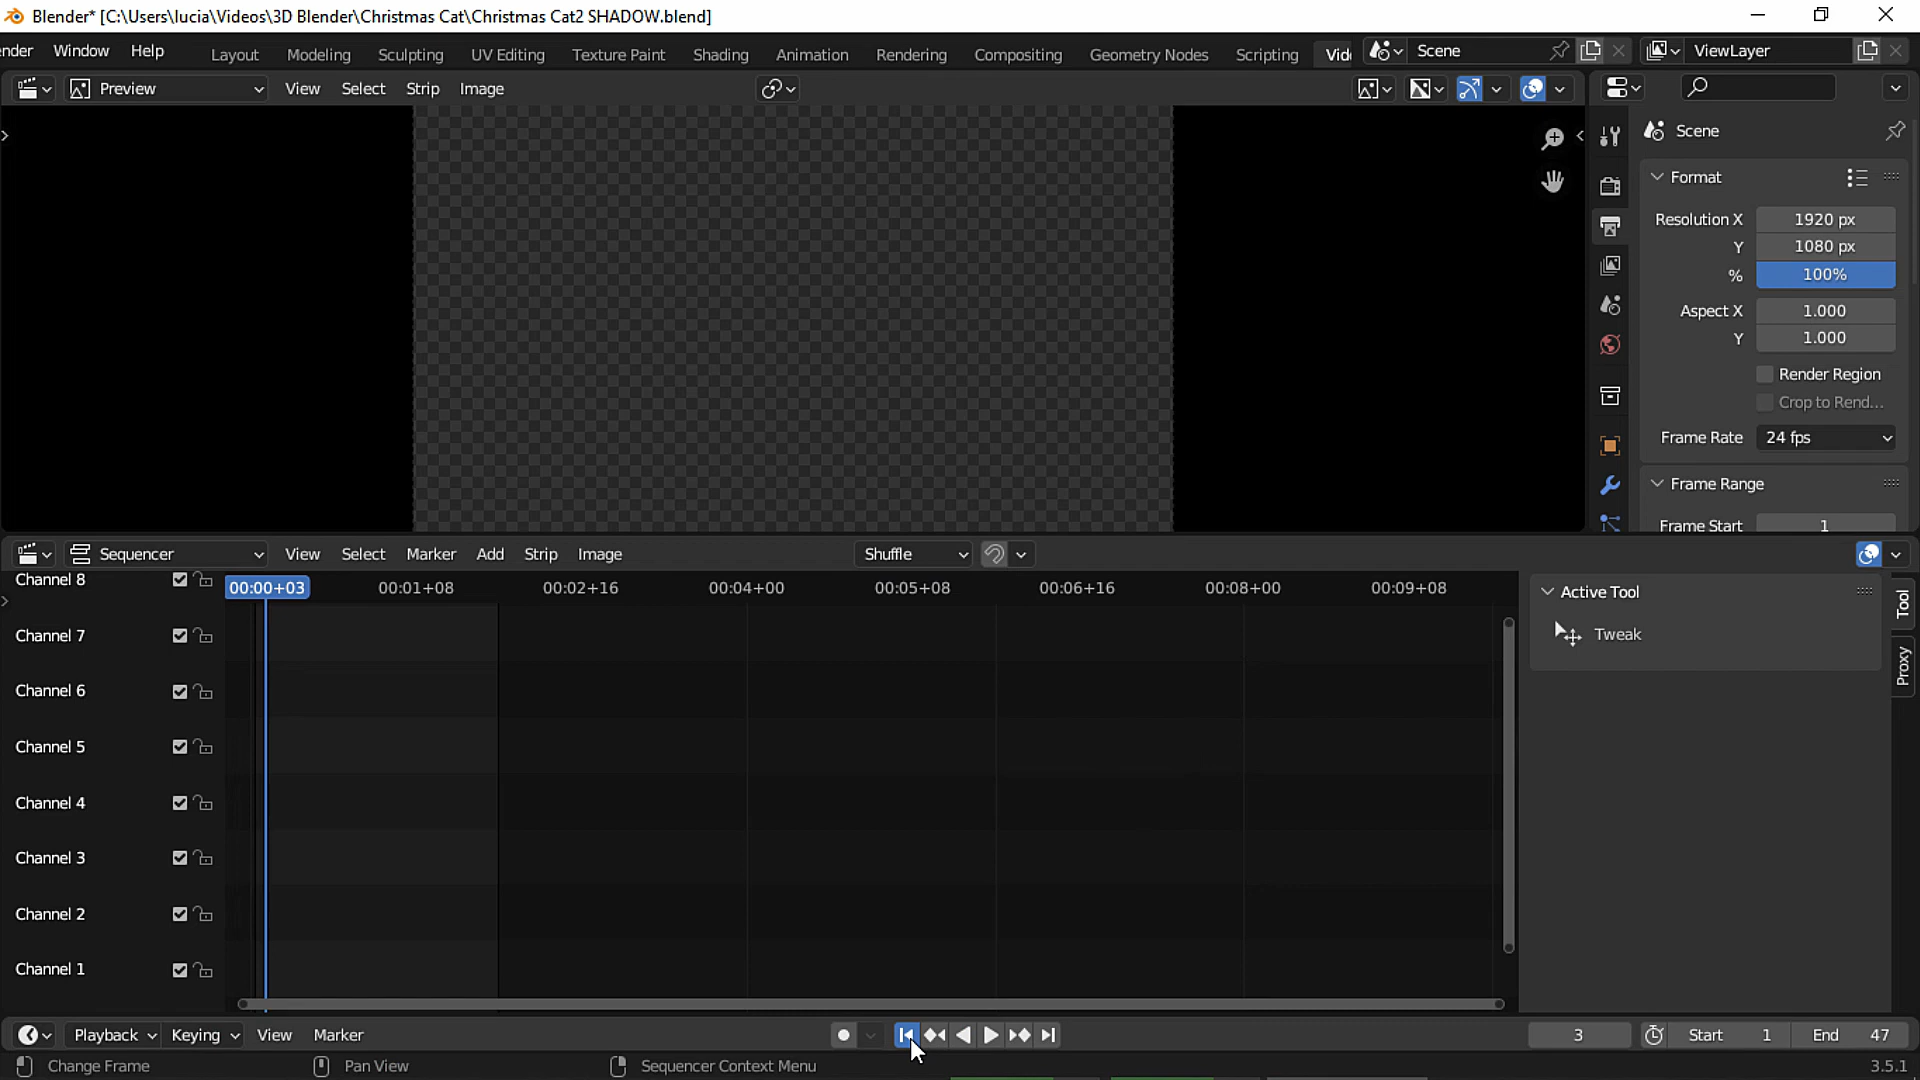 Blender* [C:\Users\lucia\Videos\3D Blender\Christmas Cat\Christmas Cat2 SHADOW.blend]
nder Window Help Layout Modeling Sculpting UV Editing Texture Paint Shading Animation Rendering Compositing Geometry Nodes Scripting Vid Scene ViewLayer
Preview View Select Strip Image
Scene
Format
Resolution X 1920 px
Y 1080 px
% 100%
Aspect X 1.000
Y 1.000
Render Region
Crop to Rend...
Frame Rate 24 fps
Frame Range
Frame Start 1
Sequencer View Select Marker Add Strip Image Shuffle
Channel 8 00:00+03 00:01+08 00:02+16 00:04+00 00:05+08 00:06+16 00:08+00 00:09+08
Active Tool
Tweak
Tool
Proxy
Channel 7
Channel 6
Channel 5
Channel 4
Channel 3
Channel 2
Channel 1
Playback Keying View Marker 3 Start 1 End 47
Change Frame Pan View Sequencer Context Menu 3.5.1